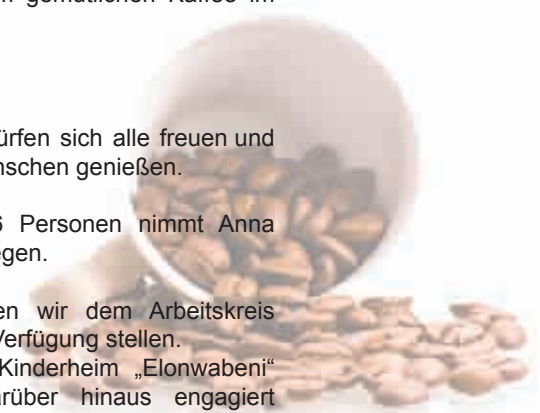 gemütlichen Kaffee im
ürfen sich alle freuen und
nschen genießen.
6 Personen nimmt Anna
egen.
en wir dem Arbeitskreis
Verfügung stellen.
Kinderheim „Elonwabeni“
arüber hinaus engagiert